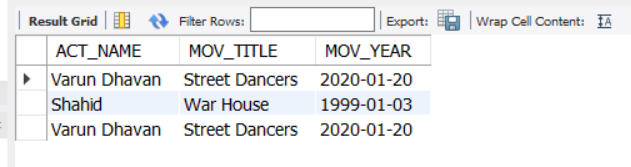 Result Grid Filter Rows: Export: Wrap Cell Content: IA
ACT_NAME MOV_TITLE MOV_YEAR
Varun Dhavan Street Dancers 2020-01-20
Shahid War House 1999-01-03
Varun Dhavan Street Dancers 2020-01-20